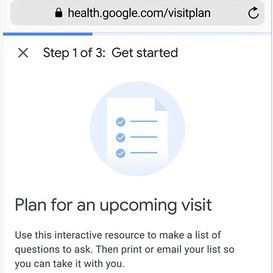 health.google.com/visitplan
Step 1 of 3: Get started
Plan for an upcoming visit
Use this interactive resource to make a list of
questions to ask. Then print or email your list so
you can take it with you.